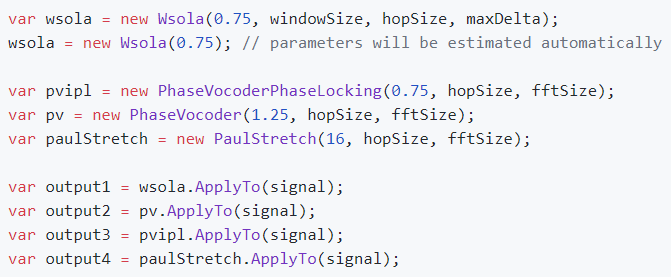 var wsola = new Wsola(0.75, windowSize, hopSize, maxDelta);
wsola = new Wsola(0.75); // parameters will be estimated automatically
var pvipl = new PhaseVocoderPhaseLocking(0.75, hopSize, fftSize);
var pv = new PhaseVocoder(1.25, hopSize, fftSize);
var paulStretch = new PaulStretch(16, hopSize, fftSize);
var output1 = wsola.ApplyTo(signal);
var output2 = pv.ApplyTo(signal);
var output3 = pvipl.ApplyTo(signal);
var output4 = paulStretch.ApplyTo(signal);